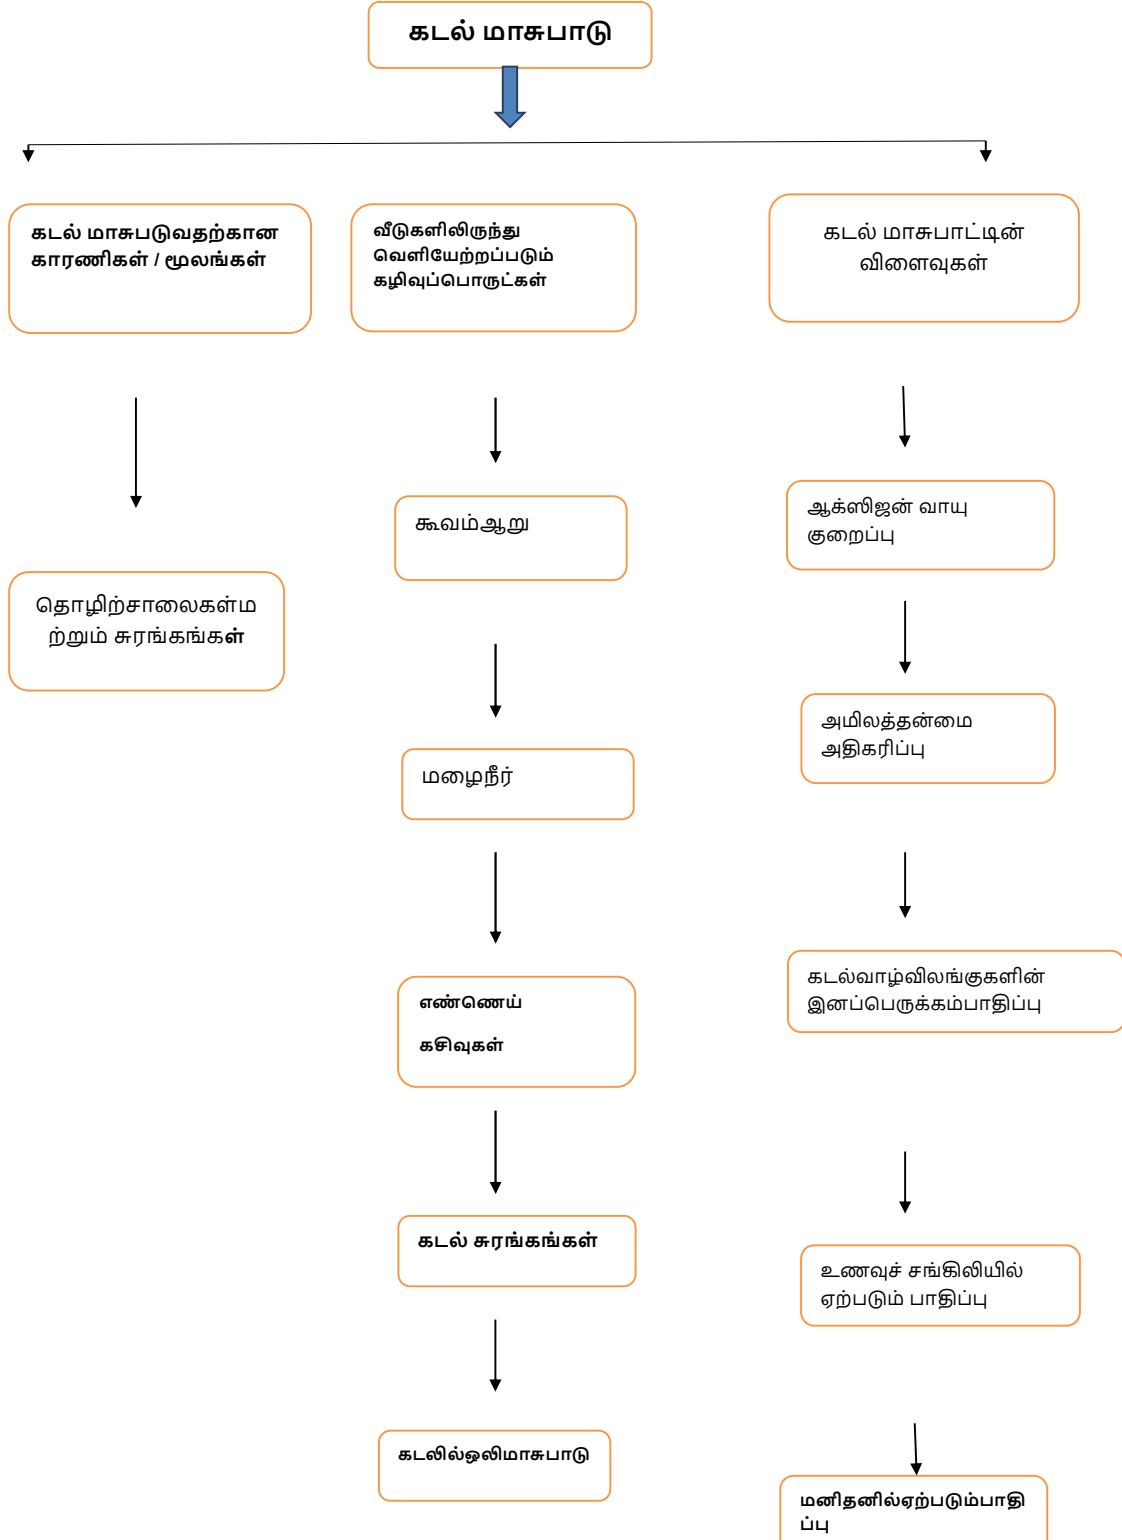 கடல் மாசுபாடு
கடல் மாசுபடுவதற்கான
காரணிகள் / மூலங்கள்
வீடுகளிலிருந்து
வெளியேற்றப்படும்
கழிவுப்பொருட்கள்
கடல் மாசுபாட்டின்
விளைவுகள்
தொழிற்சாலைகள்ம
ற்றும் சுரங்கங்கள்
கூவம்ஆறு
மழைநீர்
எண்ணெய்
கசிவுகள்
கடல் சுரங்கங்கள்
கடலில்ஒலிமாசுபாடு
ஆக்ஸிஜன் வாயு
குறைப்பு
அமிலத்தன்மை
அதிகரிப்பு
கடல்வாழ்விலங்குகளின்
இனப்பெருக்கம்பாதிப்பு
உணவுச் சங்கிலியில்
ஏற்படும் பாதிப்பு
மனிதனில்ஏற்படும்பாதி
ப்பு